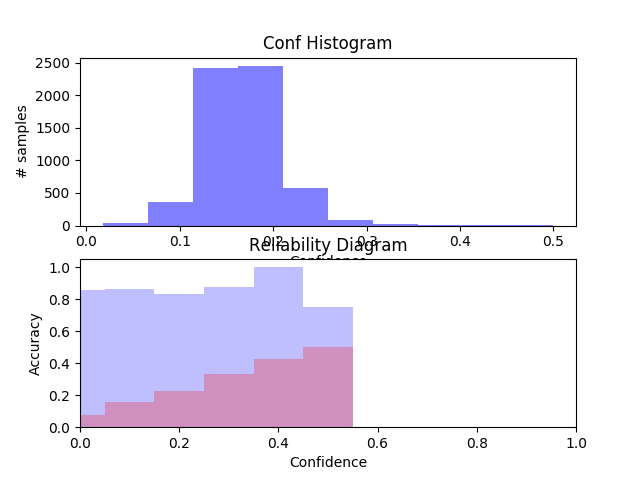 Conf Histogram
2500
2000
1500
1000
500
0
# samples
0.0 0.1 0.2 0.3 0.4 0.5
Confidence
Reliability Diagram
1.0
0.8
0.6
0.4
0.2
0.0
Accuracy
0.0 0.2 0.4 0.6 0.8 1.0
Confidence